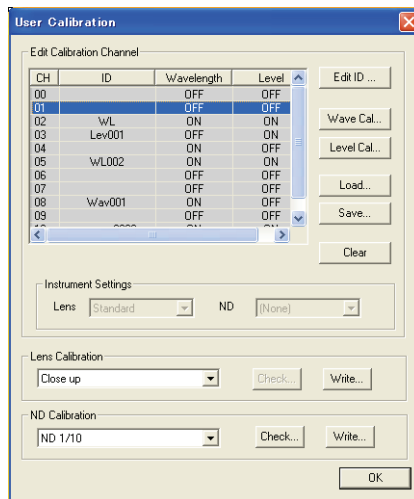 User Calibration
Edit Calibration Channel
CH ID Wavelength Level
00 OFF OFF
01 OFF OFF
02 WL ON ON
03 Lev001 OFF ON
04 ON ON
05 WL002 ON ON
06 OFF OFF
07 OFF OFF
08 Wav001 ON OFF
09 OFF OFF
Edit ID ...
Wave Cal...
Level Cal...
Load...
Save...
Clear
Instrument Settings
Lens Standard ND (None)
Lens Calibration
Close up Check... Write...
ND Calibration
ND 1/10 Check... Write...
OK